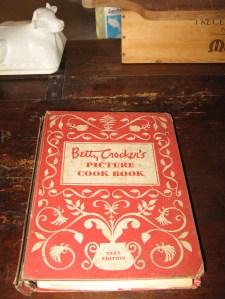 Betty Crocker's
PICTURE
COOK BOOK
TEXT
EDITION